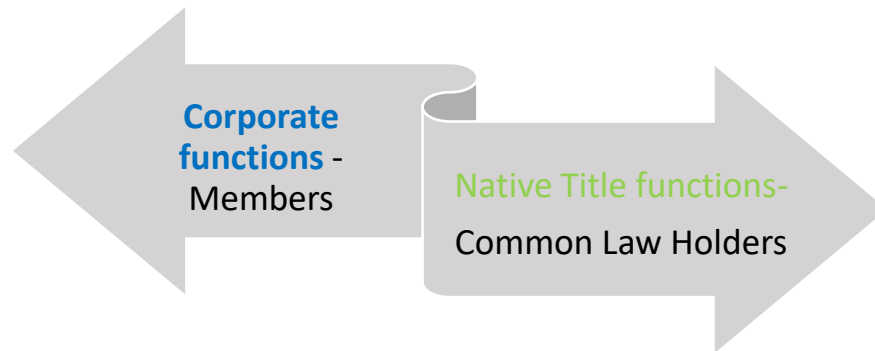 Corporate
functions -
Members
Native Title functions-
Common Law Holders